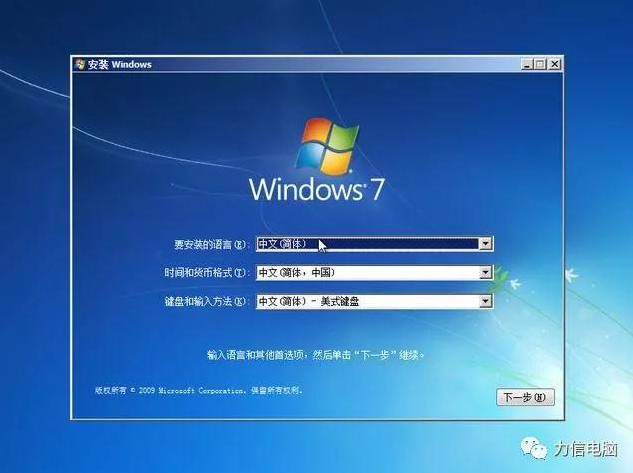 安装 Windows
Windows 7
要安装的语言(E): 中文(简体)
时间和货币格式(T): 中文(简体，中国)
键盘和输入方法(K): 中文(简体) - 美式键盘
输入语言和其他首选项，然后单击“下一步”继续。
版权所有 © 2009 Microsoft Corporation。保留所有权利。
下一步(N)
力信电脑